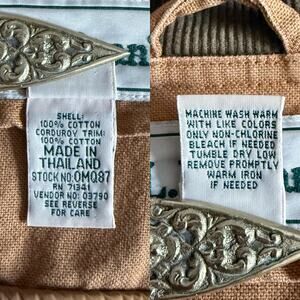 SHELL:
100% COTTON
CORDUROY TRIM:
100% COTTON
MADE IN
THAILAND
STOCK NO. 0MQ87
RN 71341
VENDOR NO: 03790
SEE REVERSE
FOR CARE
MACHINE WASH WARM
WITH LIKE COLORS
ONLY NON-CHLORINE
BLEACH IF NEEDED
TUMBLE DRY LOW
REMOVE PROMPTLY
WARM IRON
IF NEEDED